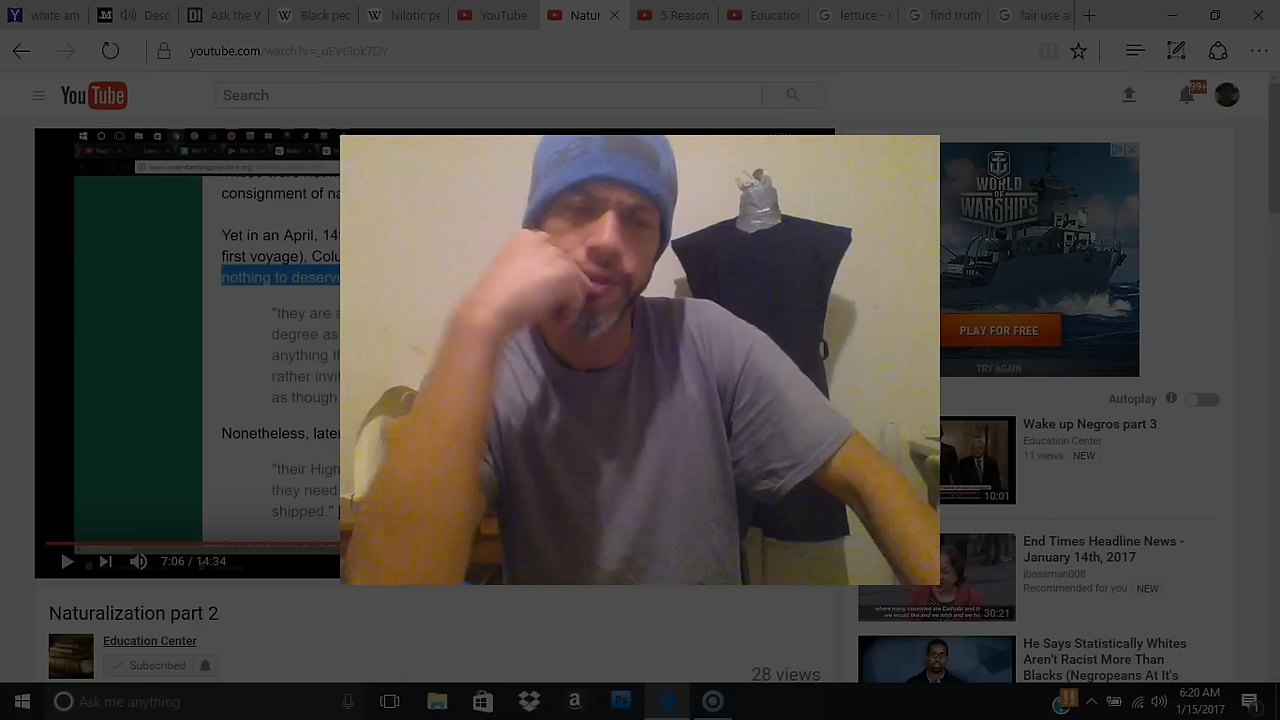 white am
Desc
Ask the W
Black pec
Nilotic pe
YouTube
Natur
5 Reason
Education
lettuce -
find truth
fair use a
youtube.com/watch?v=_uEVt3pk7DY
YouTube
Search
99+
consignment of na
Yet in an April, 14
first voyage), Colu
nothing to deserv
"they are a
degree as
anything th
rather invit
as though
Nonetheless, later
"their High
they need
shipped."
7:06 / 14:34
WORLD
OF
WARSHIPS
PLAY FOR FREE
TRY AGAIN
Autoplay
Wake up Negros part 3
Education Center
11 views NEW
10:01
End Times Headline News -
January 14th, 2017
jbossman008
Recommended for you NEW
30:21
He Says Statistically Whites
Aren't Racist More Than
Blacks (Negropeans At It's
Naturalization part 2
Education Center
Subscribed
28 views
Ask me anything
6:20 AM
1/15/2017